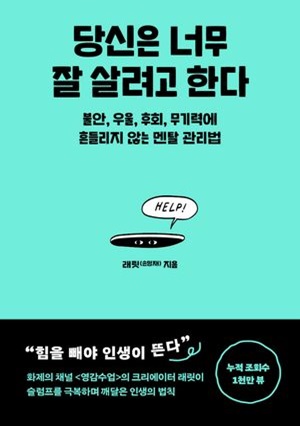 당신은 너무
잘 살려고 한다
불안, 우울, 후회, 무기력에
흔들리지 않는 멘탈 관리법
HELP!
래릿(손영재) 지음
“힘을 빼야 인생이 뜬다”
화제의 채널 <영감수업>의 크리에이터 래릿이
슬럼프를 극복하며 깨달은 인생의 법칙
누적 조회수
1천만 뷰